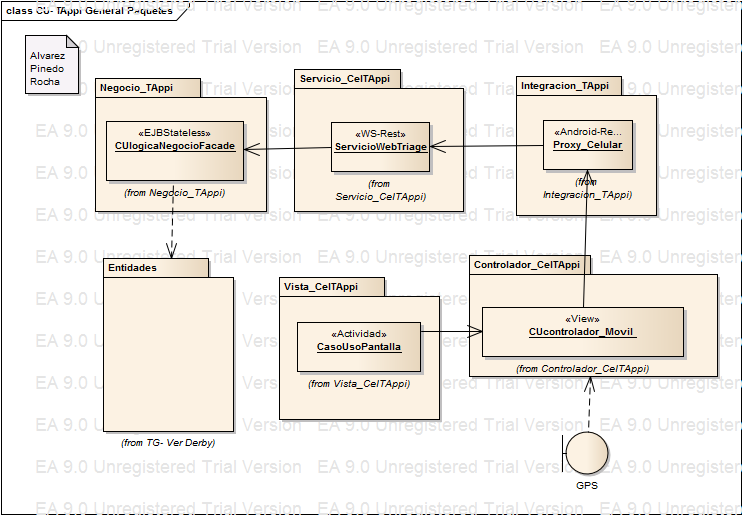 class CU- TAppi General Paquetes
EA 9.0 Unregistered Trial Version
Alvarez
Pinedo
Rocha
Negocio_TAppi
«EJBStateless»
CUlogicaNegocioFacade
(from Negocio_TAppi)
Servicio_CelTAppi
«WS-Rest»
ServicioWebTriage
(from
Servicio_CelTAppi)
Integracion_TAppi
«Android-Re...
Proxy_Celular
(from
Integracion_TAppi)
Entidades
(from TG- Ver Derby)
Vista_CelTAppi
«Actividad»
CasoUsoPantalla
(from Vista_CelTAppi)
Controlador_CelTAppi
«View»
CUcontrolador_Movil
(from Controlador_CelTAppi)
GPS